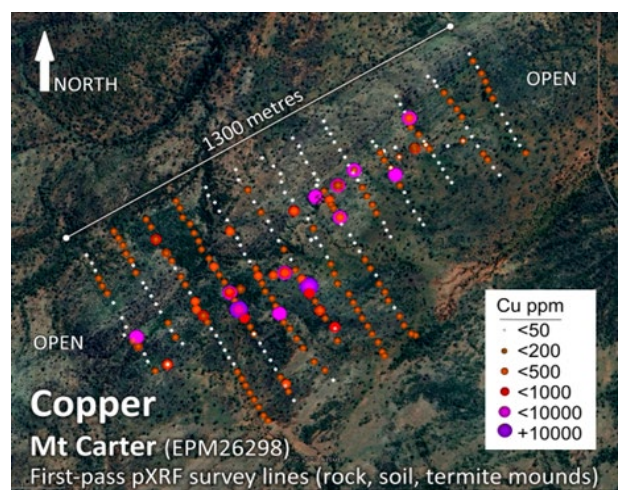 NORTH
1300 metres
OPEN
OPEN
Cu ppm
<50
<200
<500
<1000
<10000
+10000
Copper
Mt Carter (EPM26298)
First-pass pXRF survey lines (rock, soil, termite mounds)